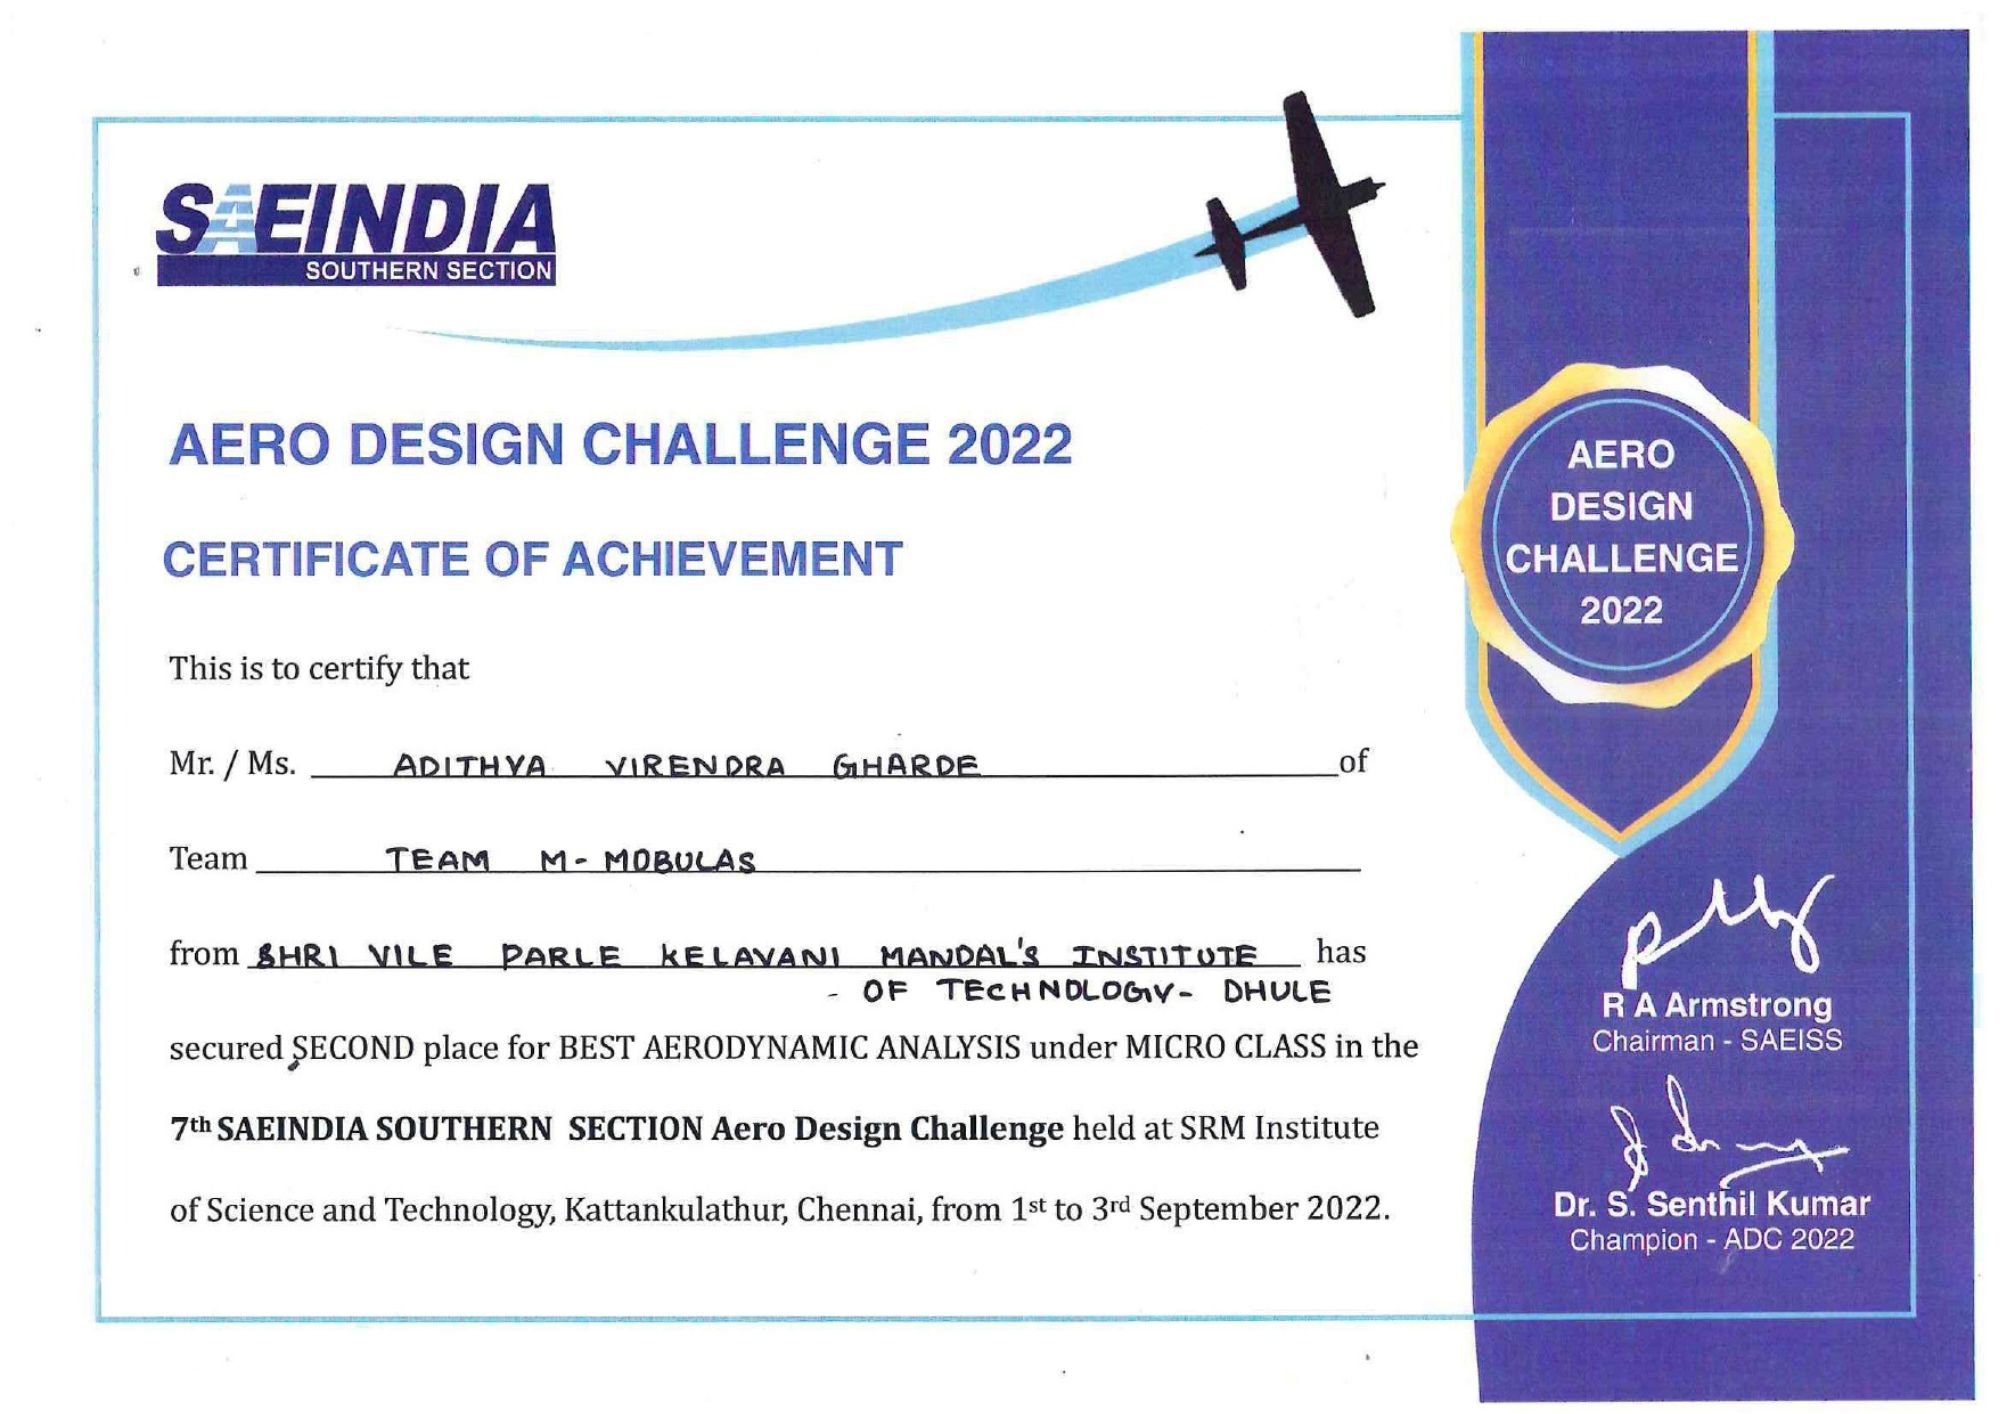 SAEINDIA
SOUTHERN SECTION
AERO DESIGN CHALLENGE 2022
CERTIFICATE OF ACHIEVEMENT
This is to certify that
Mr. / Ms. ADITHYA VIRENDRA GHARDE of
Team TEAM M-MOBULAS
from SHRI VILE PARLE KELAVANI MANDAL'S INSTITUTE has
- OF TECHNOLOGY - DHULE
secured SECOND place for BEST AERODYNAMIC ANALYSIS under MICRO CLASS in the
7th SAEINDIA SOUTHERN SECTION Aero Design Challenge held at SRM Institute
of Science and Technology, Kattankulathur, Chennai, from 1st to 3rd September 2022.
AERO
DESIGN
CHALLENGE
2022
R A Armstrong
Chairman - SAEISS
Dr. S. Senthil Kumar
Champion - ADC 2022